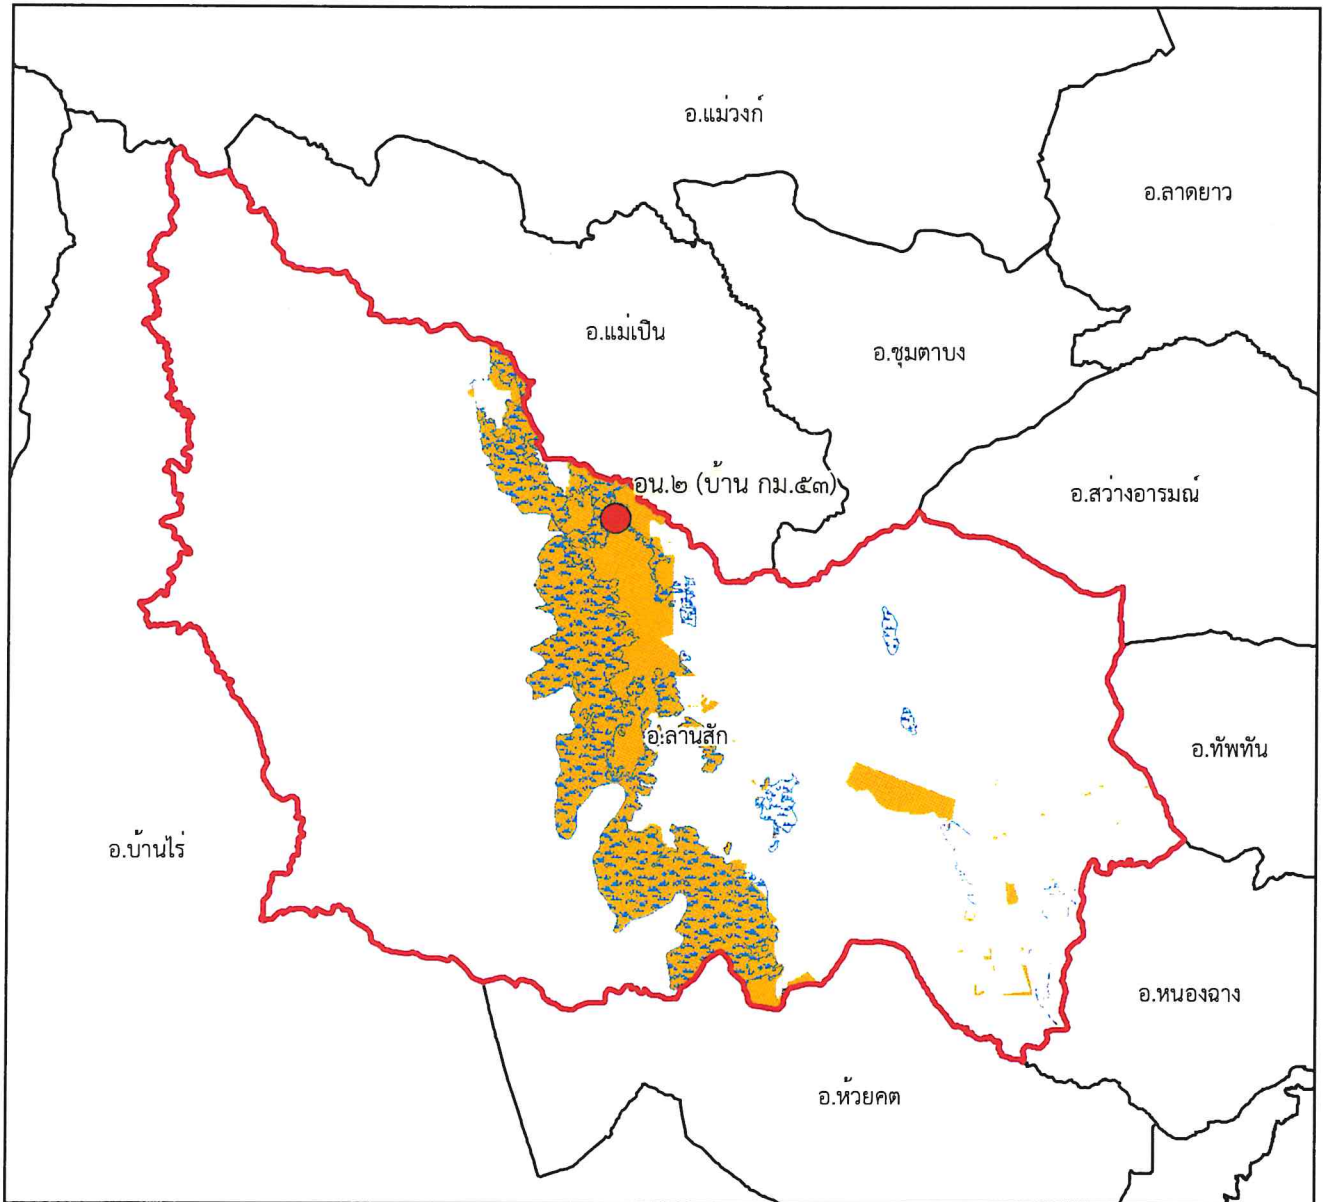 อ.แม่วงก์
อ.ลาดยาว
อ.แม่เปิน
อ.ชุมตาบง
อน.๒ (บ้าน กม.๕๓)
อ.สว่างอารมณ์
อ.ลานสัก
อ.ทัพทัน
อ.บ้านไร่
อ.หนองฉาง
อ.ห้วยคต